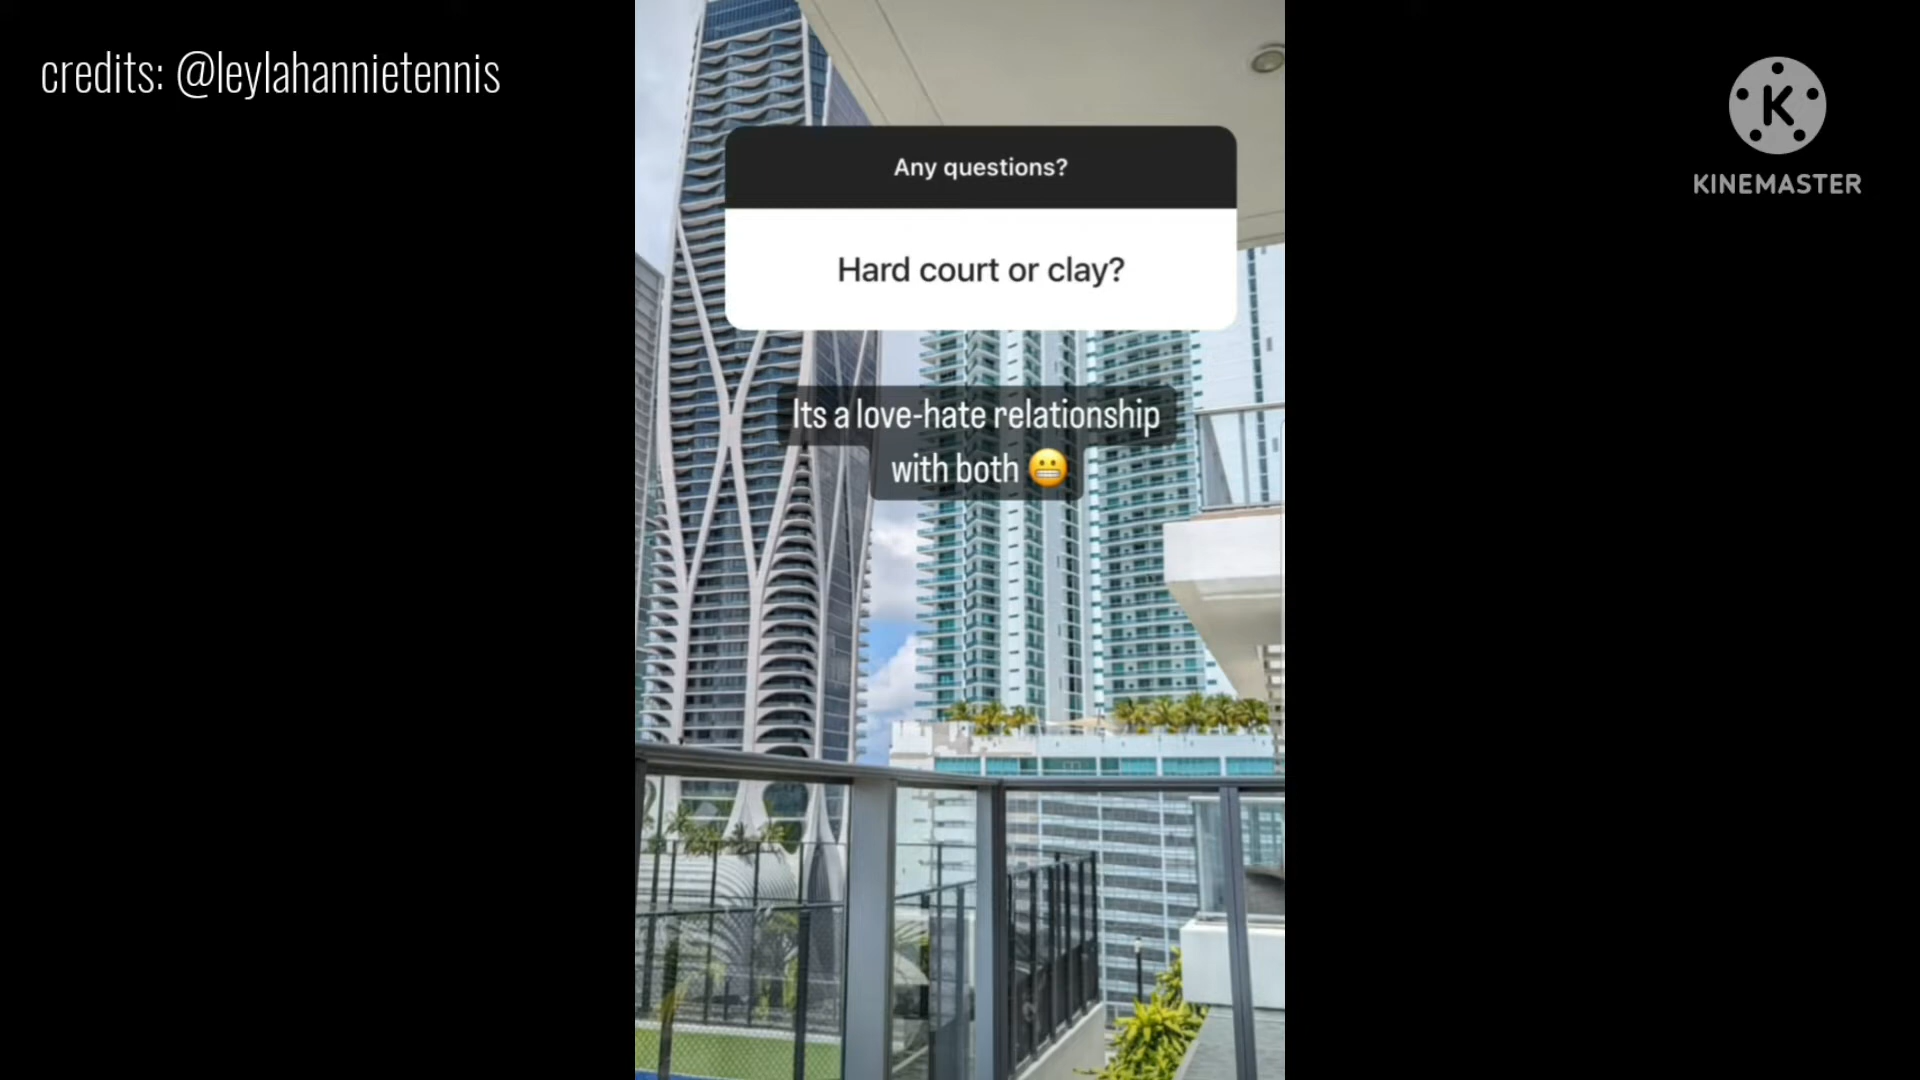 credits: @leylahannietennis
KINEMASTER
Any questions?
Hard court or clay?
Its a love-hate relationship
with both 😬